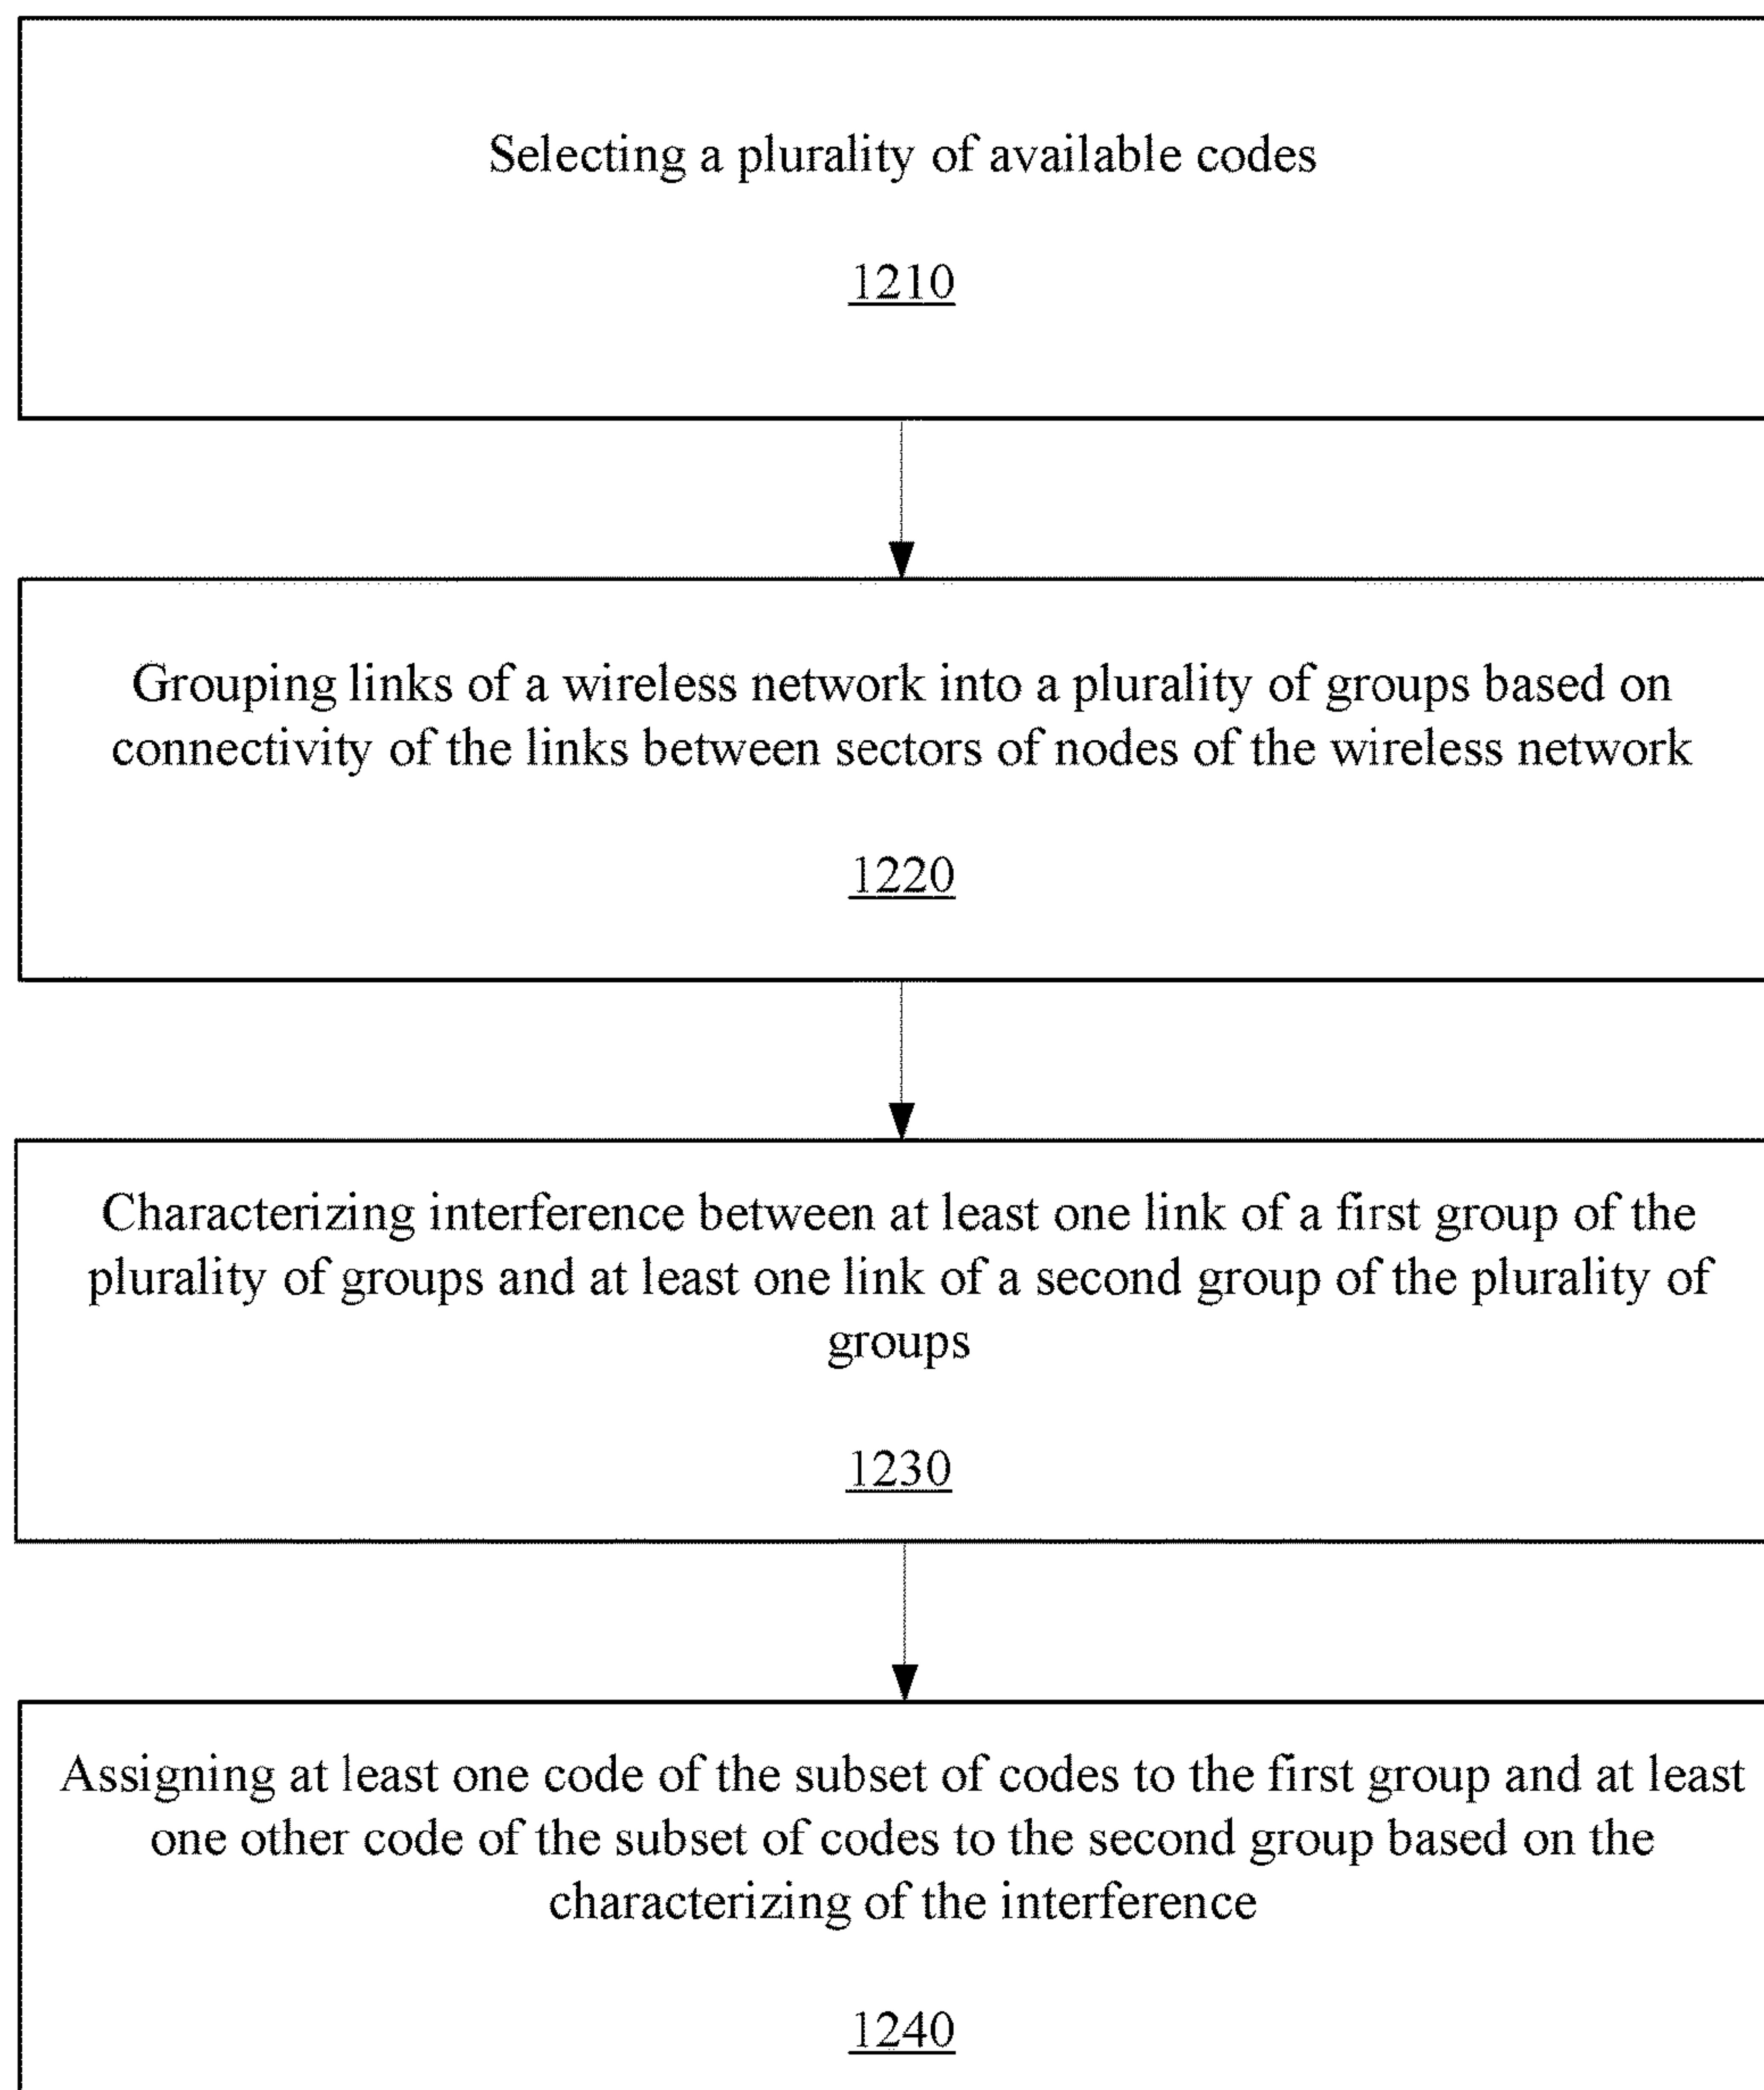 Selecting a plurality of available codes
1210
Grouping links of a wireless network into a plurality of groups based on
connectivity of the links between sectors of nodes of the wireless network
1220
Characterizing interference between at least one link of a first group of the
plurality of groups and at least one link of a second group of the plurality of
groups
1230
Assigning at least one code of the subset of codes to the first group and at least
one other code of the subset of codes to the second group based on the
characterizing of the interference
1240